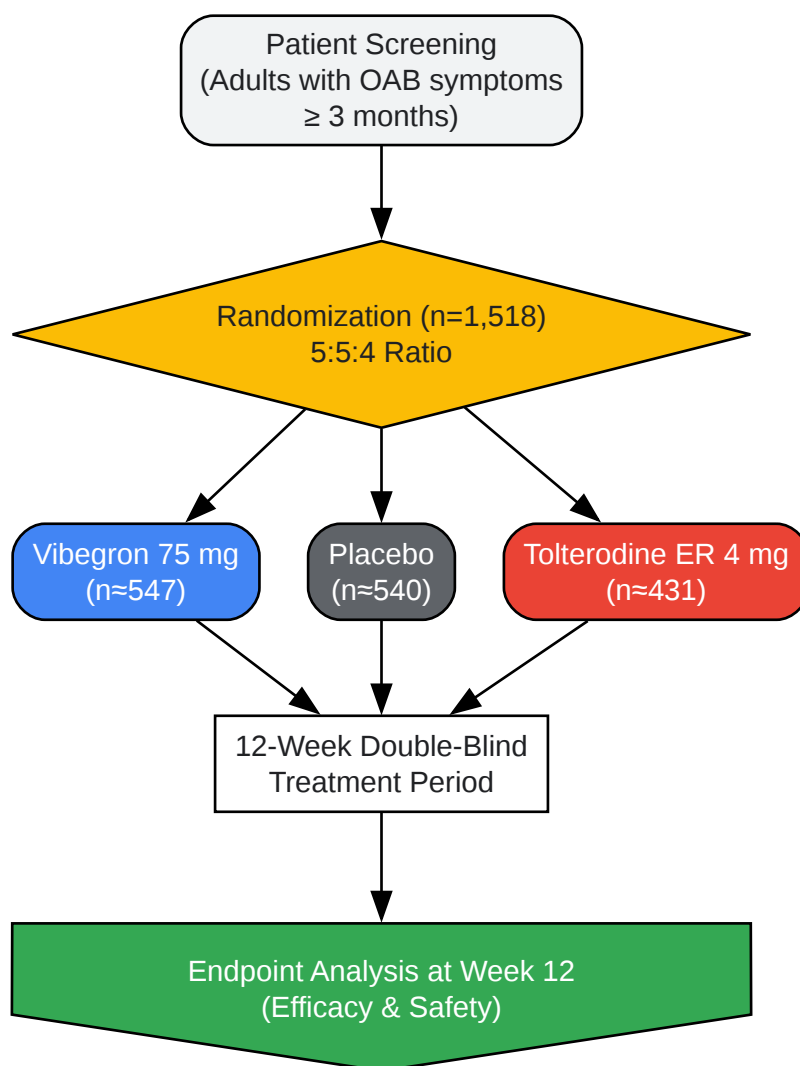 Patient Screening
(Adults with OAB symptoms
≥ 3 months)
Randomization (n=1,518)
5:5:4 Ratio
Vibegron 75 mg
(n≈547)
Placebo
(n≈540)
Tolterodine ER 4 mg
(n≈431)
12-Week Double-Blind
Treatment Period
Endpoint Analysis at Week 12
(Efficacy & Safety)